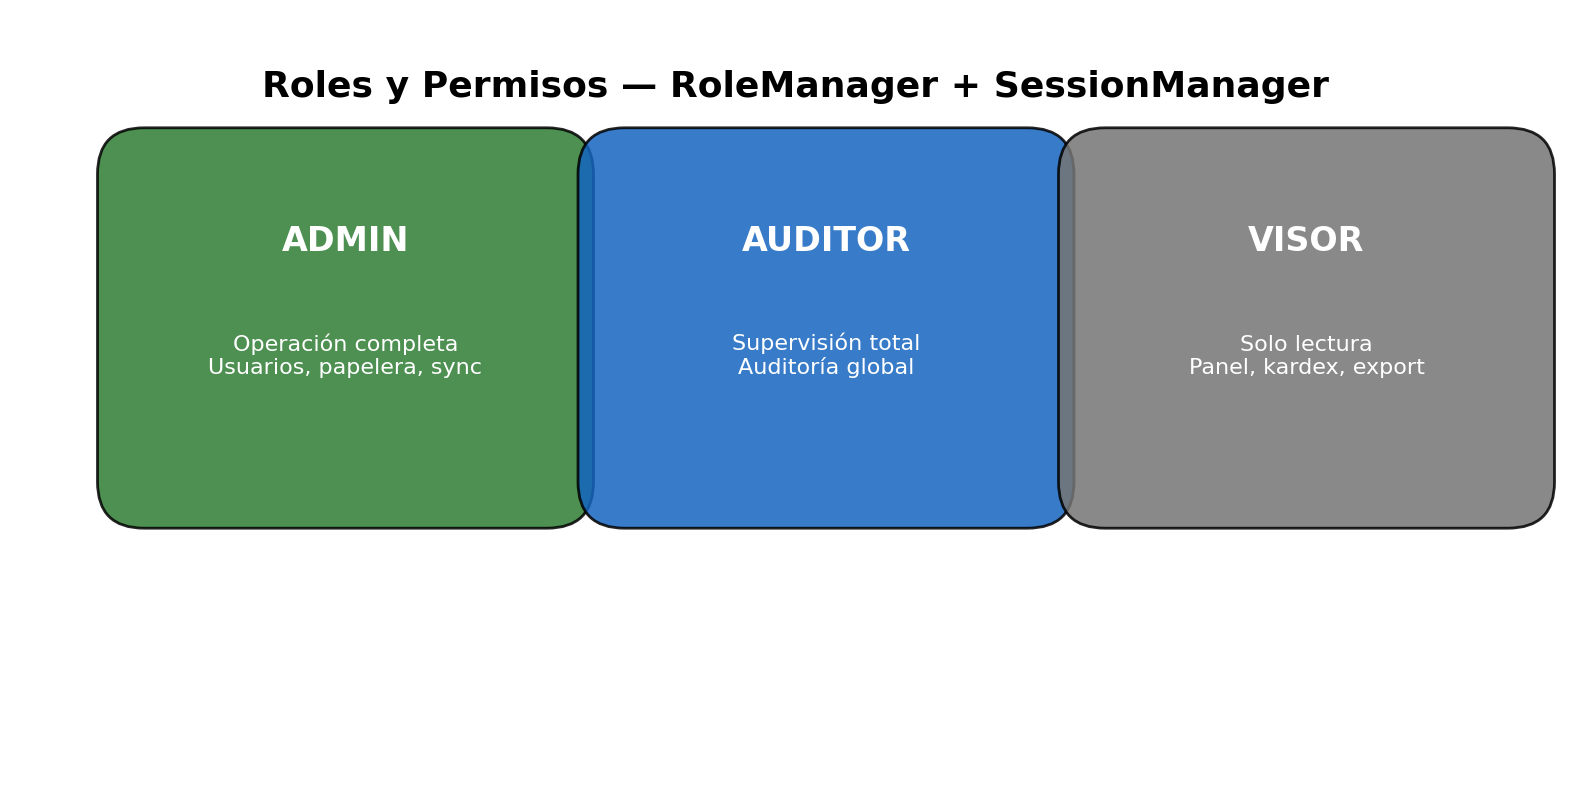 Roles y Permisos — RoleManager + SessionManager
ADMIN
Operación completa
Usuarios, papelera, sync
AUDITOR
Supervisión total
Auditoría global
VISOR
Solo lectura
Panel, kardex, export